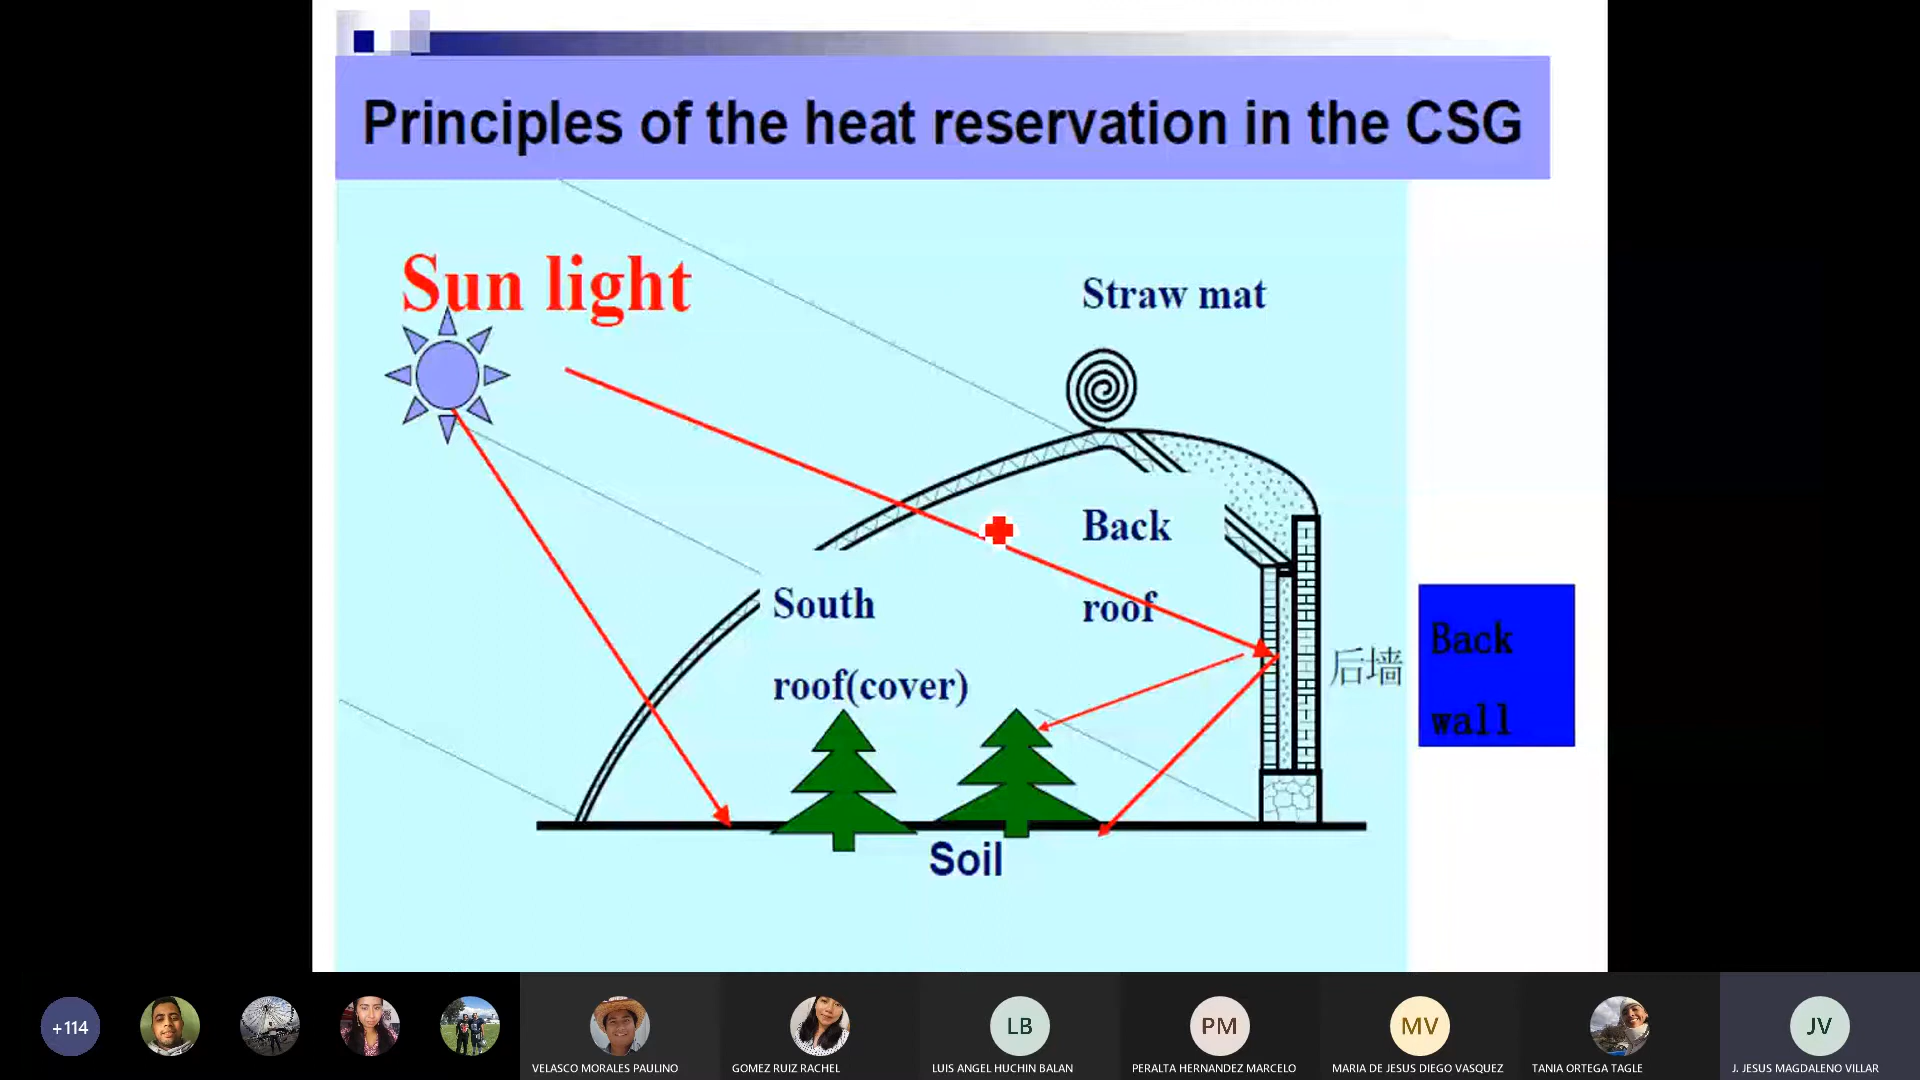 Principles of the heat reservation in the CSG
Sun light
Straw mat
Back
roof
South
roof(cover)
后墙
Back
wall
Soil
+114
LB
PM
MV
JV
VELASCO MORALES PAULINO
GOMEZ RUIZ RACHEL
LUIS ANGEL HUCHIN BALAN
PERALTA HERNANDEZ MARCELO
MARIA DE JESUS DIEGO VASQUEZ
TANIA ORTEGA TAGLE
J. JESUS MAGDALENO VILLAR